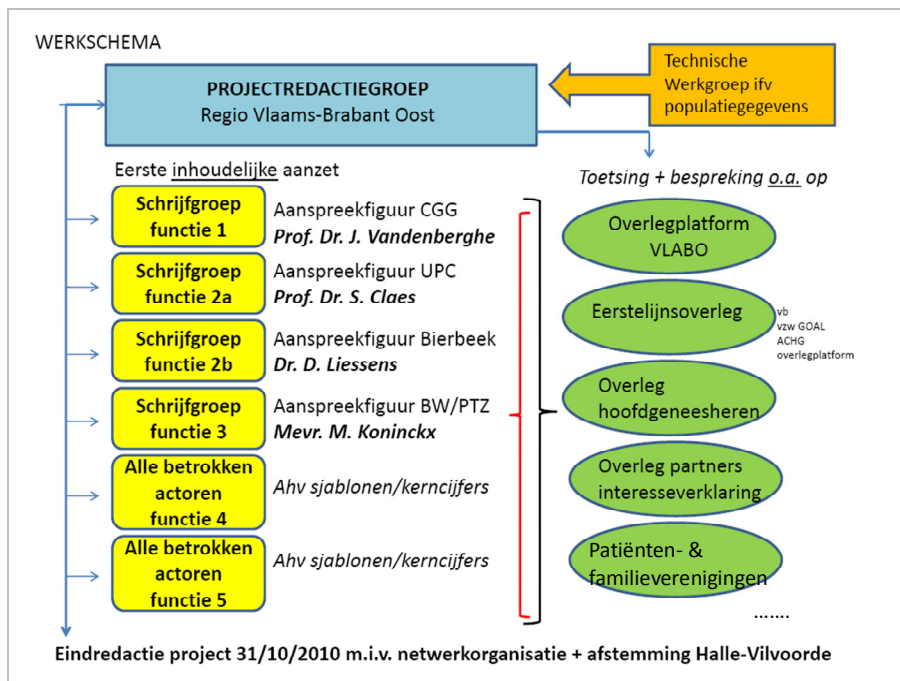 WERKSCHEMA
PROJECTREDACTIEGROEP
Regio Vlaams-Brabant Oost
Technische
Werkgroep ifv
populatiegegevens
Eerste inhoudelijke aanzet
Toetsing + bespreking o.a. op
Schrijfgroep
functie 1
Aanspreekfiguur CGG
Prof. Dr. J. Vandenberghe
Schrijfgroep
functie 2a
Aanspreekfiguur UPC
Prof. Dr. S. Claes
Schrijfgroep
functie 2b
Aanspreekfiguur Bierbeek
Dr. D. Liessens
Schrijfgroep
functie 3
Aanspreekfiguur BW/PTZ
Mevr. M. Koninckx
Alle betrokken
actoren
functie 4
Ahv sjablonen/kerncijfers
Alle betrokken
actoren
functie 5
Ahv sjablonen/kerncijfers
Overlegplatform
VLABO
Eerstelijnsoverleg
vb
vzw GOAL
ACHG
overlegplatform
Overleg
hoofdgeneesheren
Overleg partners
interesseverklaring
Patiënten- &
familieverenigingen
.......
Eindredactie project 31/10/2010 m.i.v. netwerkorganisatie + afstemming Halle-Vilvoorde